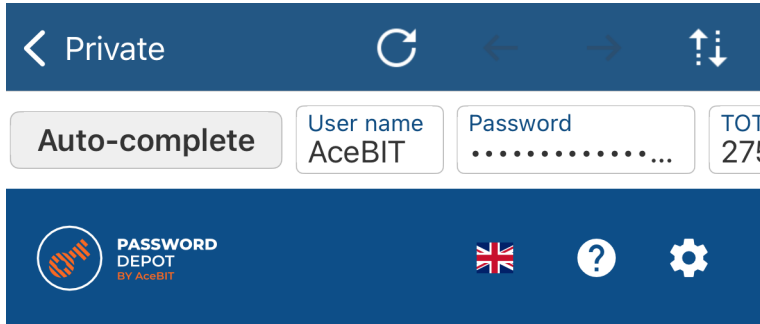 Private
Auto-complete
User name
AceBIT
Password
••••••••••••••...
PASSWORD
DEPOT
BY AceBIT
?